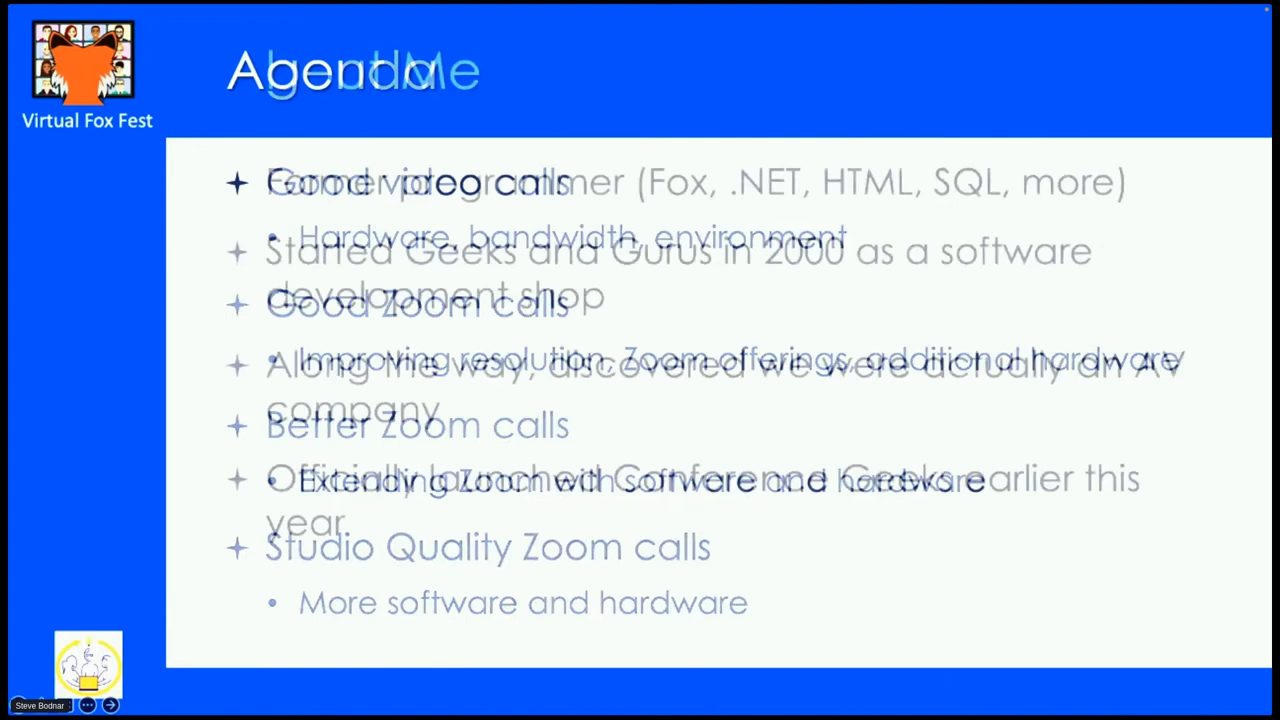 Agenda
About Me
Virtual Fox Fest
Good video calls
Former programmer (Fox, .NET, HTML, SQL, more)
• Hardware, bandwidth, environment
Started Geeks and Gurus in 2000 as a software
development shop
Good Zoom calls
• Improving resolution, Zoom offerings, additional hardware
Along the way, discovered we were actually an AV
company
Better Zoom calls
• Extending Zoom with software and hardware
Officially launched Conference Geeks earlier this
year
Studio Quality Zoom calls
• More software and hardware
Steve Bodnar